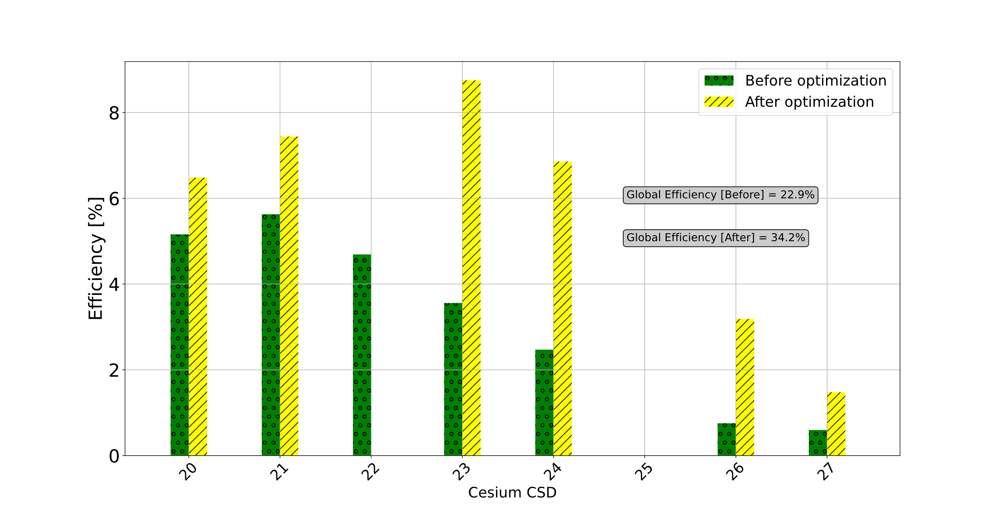 Before optimization
After optimization
8
6
4
2
0
Efficiency [%]
Global Efficiency [Before] = 22.9%
Global Efficiency [After] = 34.2%
20 21 22 23 24 25 26 27
Cesium CSD